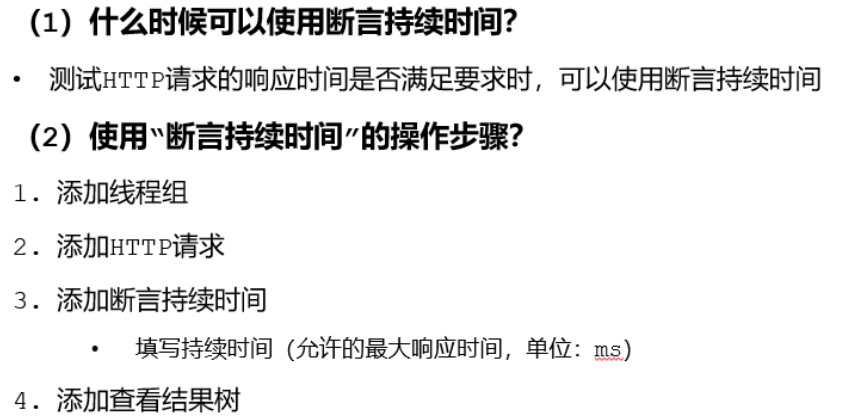 （1）什么时候可以使用断言持续时间？
• 测试HTTP请求的响应时间是否满足要求时，可以使用断言持续时间
（2）使用“断言持续时间”的操作步骤？
1. 添加线程组
2. 添加HTTP请求
3. 添加断言持续时间
• 填写持续时间（允许的最大响应时间，单位：ms）
4. 添加查看结果树